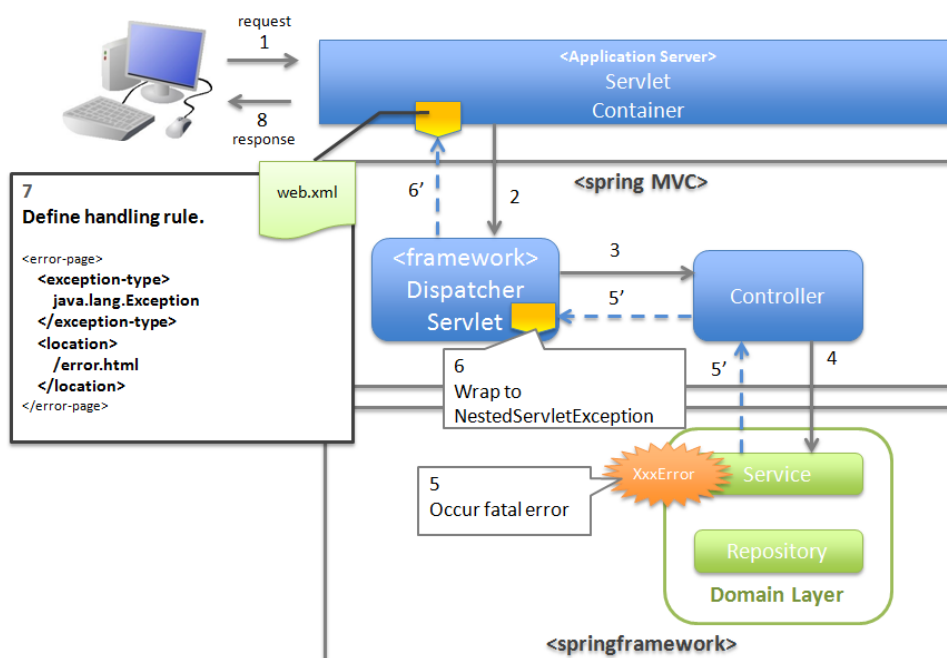 request
1
8
response
<Application Server>
Servlet
Container
web.xml
7
Define handling rule.
<error-page>
<exception-type>
java.lang.Exception
</exception-type>
<location>
/error.html
</location>
</error-page>
6’
2
<spring MVC>
<framework>
Dispatcher
Servlet
3
5’
Controller
6
Wrap to
NestedServletException
5’
4
5
Occur fatal error
XxxError
Service
Repository
Domain Layer
<springframework>